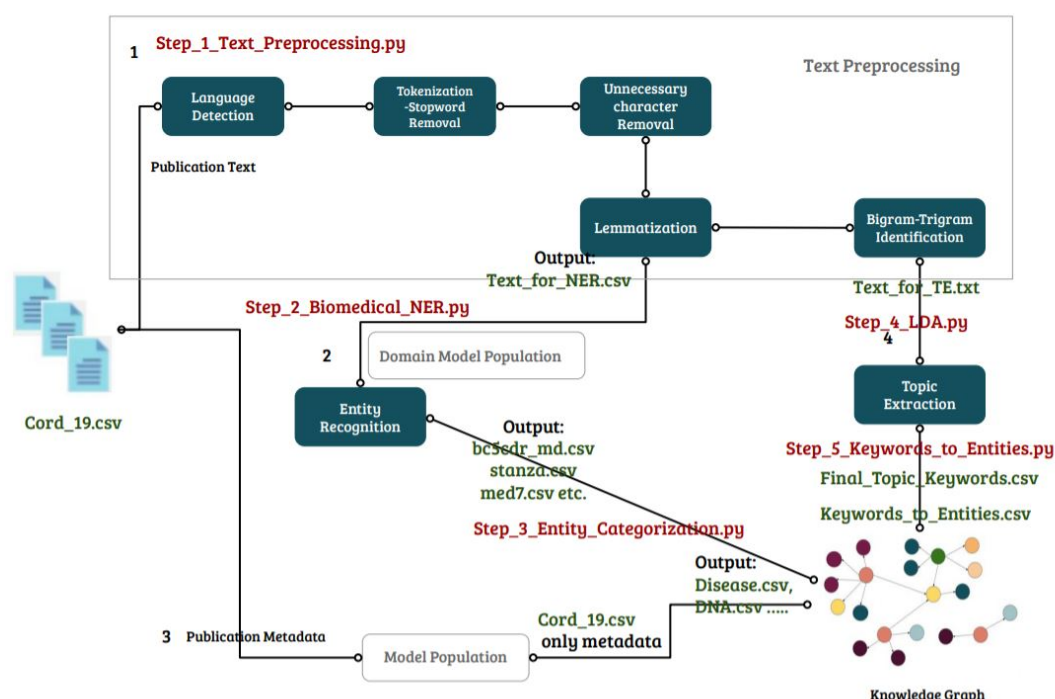 1 Step_1_Text_Preprocessing.py
Text Preprocessing
Language
Detection
Tokenization
-Stopword
Removal
Unnecessary
character
Removal
Publication Text
Lemmatization
Bigram-Trigram
Identification
Output:
Text_for_NER.csv
Text_for_TE.txt
Step_2_Biomedical_NER.py
Step_4_LDA.py
4
2
Domain Model Population
Cord_19.csv
Entity
Recognition
Topic
Extraction
Output:
bc5cdr_md.csv
stanza.csv
med7.csv etc.
Step_5_Keywords_to_Entities.py
Final_Topic_Keywords.csv
Keywords_to_Entities.csv
Step_3_Entity_Categorization.py
Output:
Disease.csv,
DNA.csv .....
3 Publication Metadata
Cord_19.csv
only metadata
Model Population
Knowledge Graph